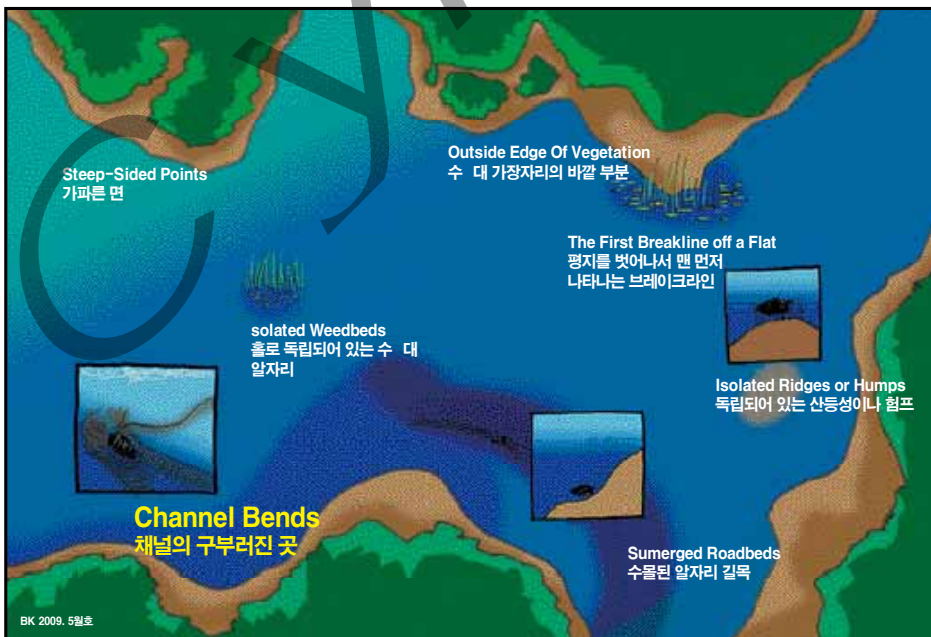 Steep-Sided Points
가파른 면
Outside Edge Of Vegetation
수 대 가장자리의 바깥 부분
The First Breakline off a Flat
평지를 벗어나서 맨 먼저
나타나는 브레이크라인
solated Weedbeds
홀로 독립되어 있는 수 대
알자리
Isolated Ridges or Humps
독립되어 있는 산등성이나 험프
Channel Bends
채널의 구부러진 곳
Sumerged Roadbeds
수몰된 알자리 길목
BK 2009. 5월호
Cy